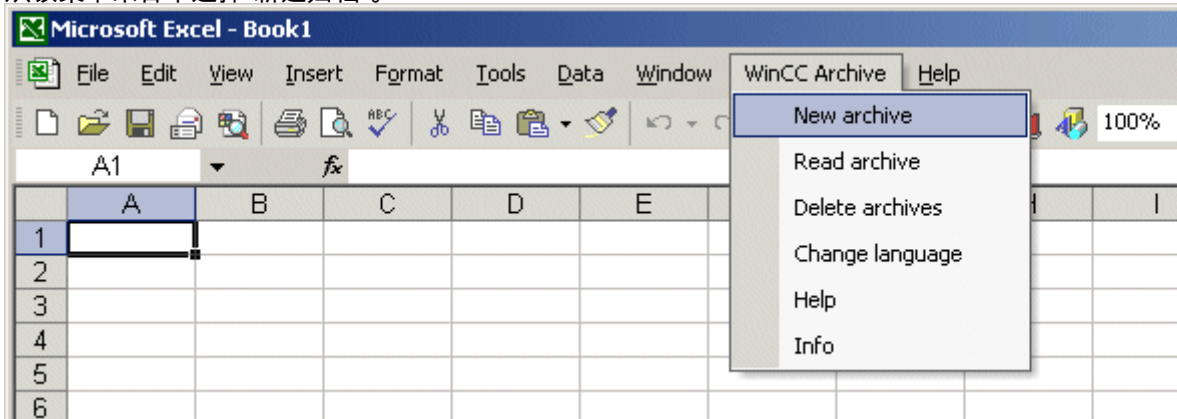 Microsoft Excel - Book1
File Edit View Insert Format Tools Data Window WinCC Archive Help
New archive
100%
A1 fx
Read archive
A B C D E H I
Delete archives
1
Change language
2
3
Help
4
Info
5
6